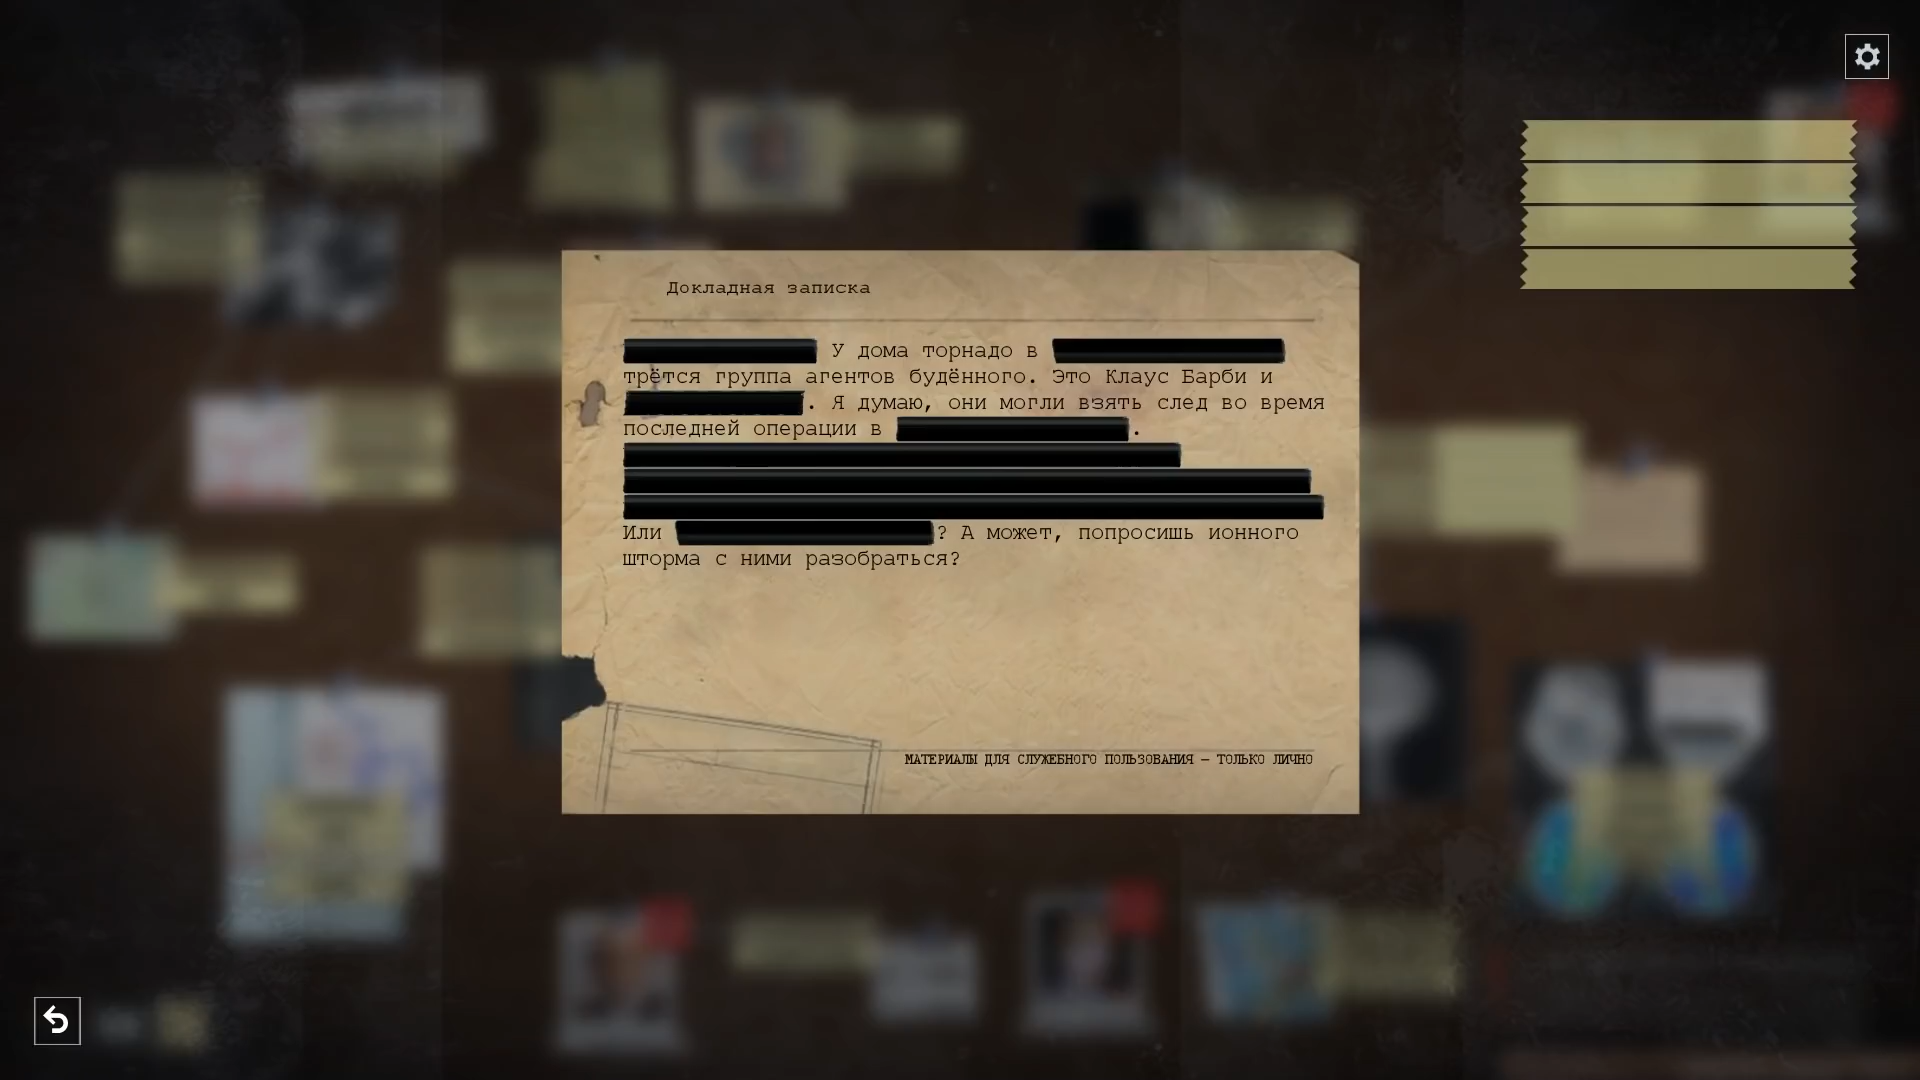 Докладная записка
У дома торнадо в
трётся группа агентов будённого. Это Клаус Барби и
. Я думаю, они могли взять след во время
последней операции в .
Или ? А может, попросишь ионного
шторма с ними разобраться?
МАТЕРИАЛЫ ДЛЯ СЛУЖЕБНОГО ПОЛЬЗОВАНИЯ – ТОЛЬКО ЛИЧНО